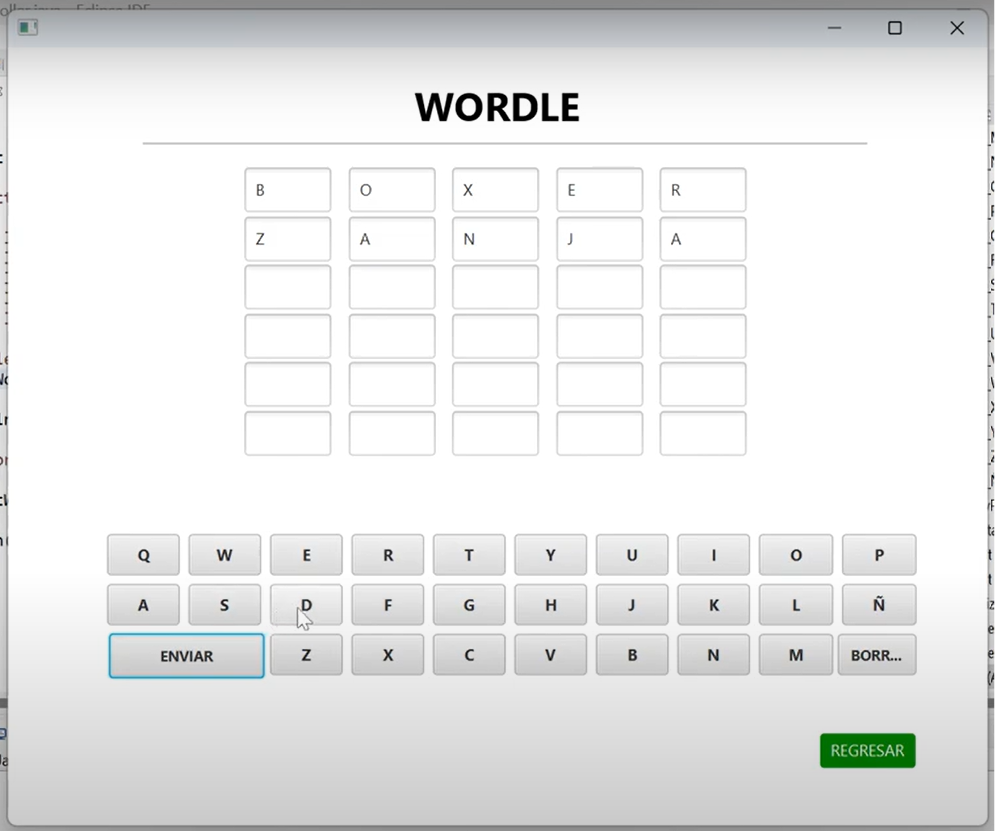 WORDLE
B O X E R
Z A N J A
Q W E R T Y U I O P
A S D F G H J K L Ñ
ENVIAR Z X C V B N M BORR...
REGRESAR